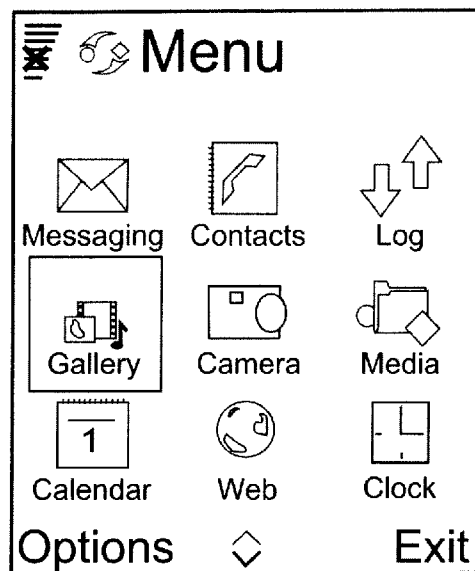 Menu
Messaging Contacts Log
Gallery Camera Media
1
Calendar Web Clock
Options Exit